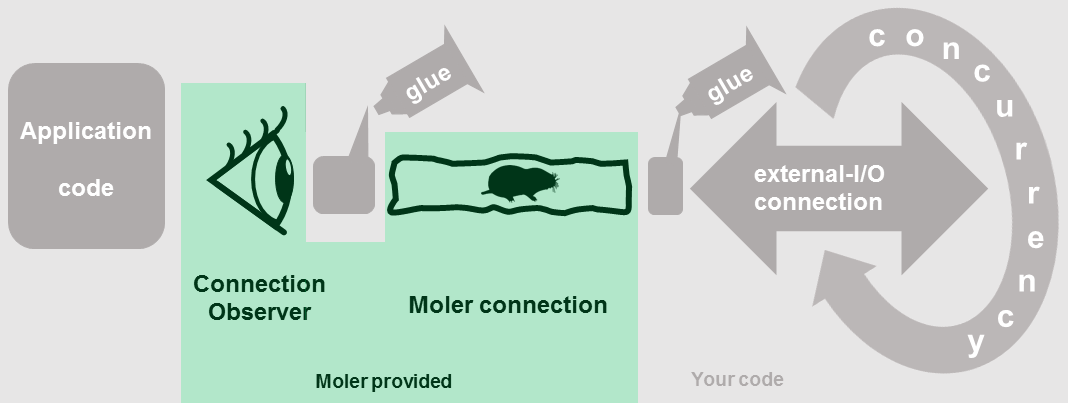 Application
code
glue
glue
external-I/O
connection
concurrency
Connection
Observer
Moler connection
Moler provided
Your code